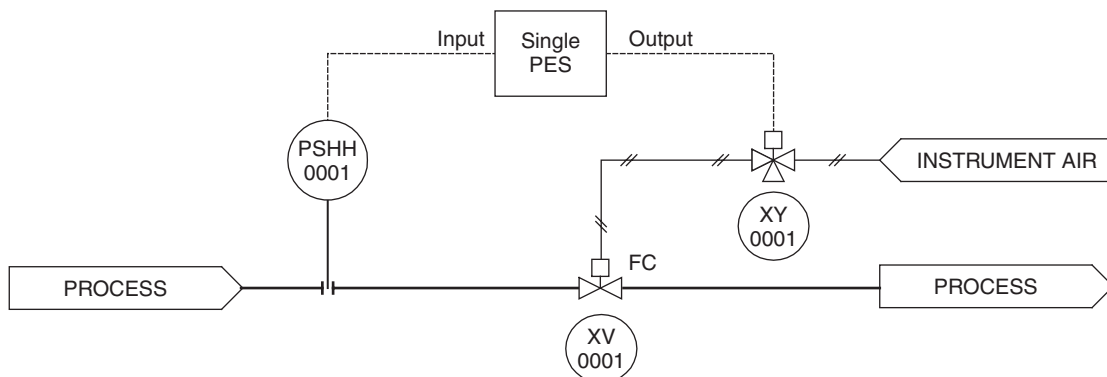 Input
Single
PES
Output
PSHH
0001
INSTRUMENT AIR
XY
0001
FC
PROCESS
PROCESS
XV
0001